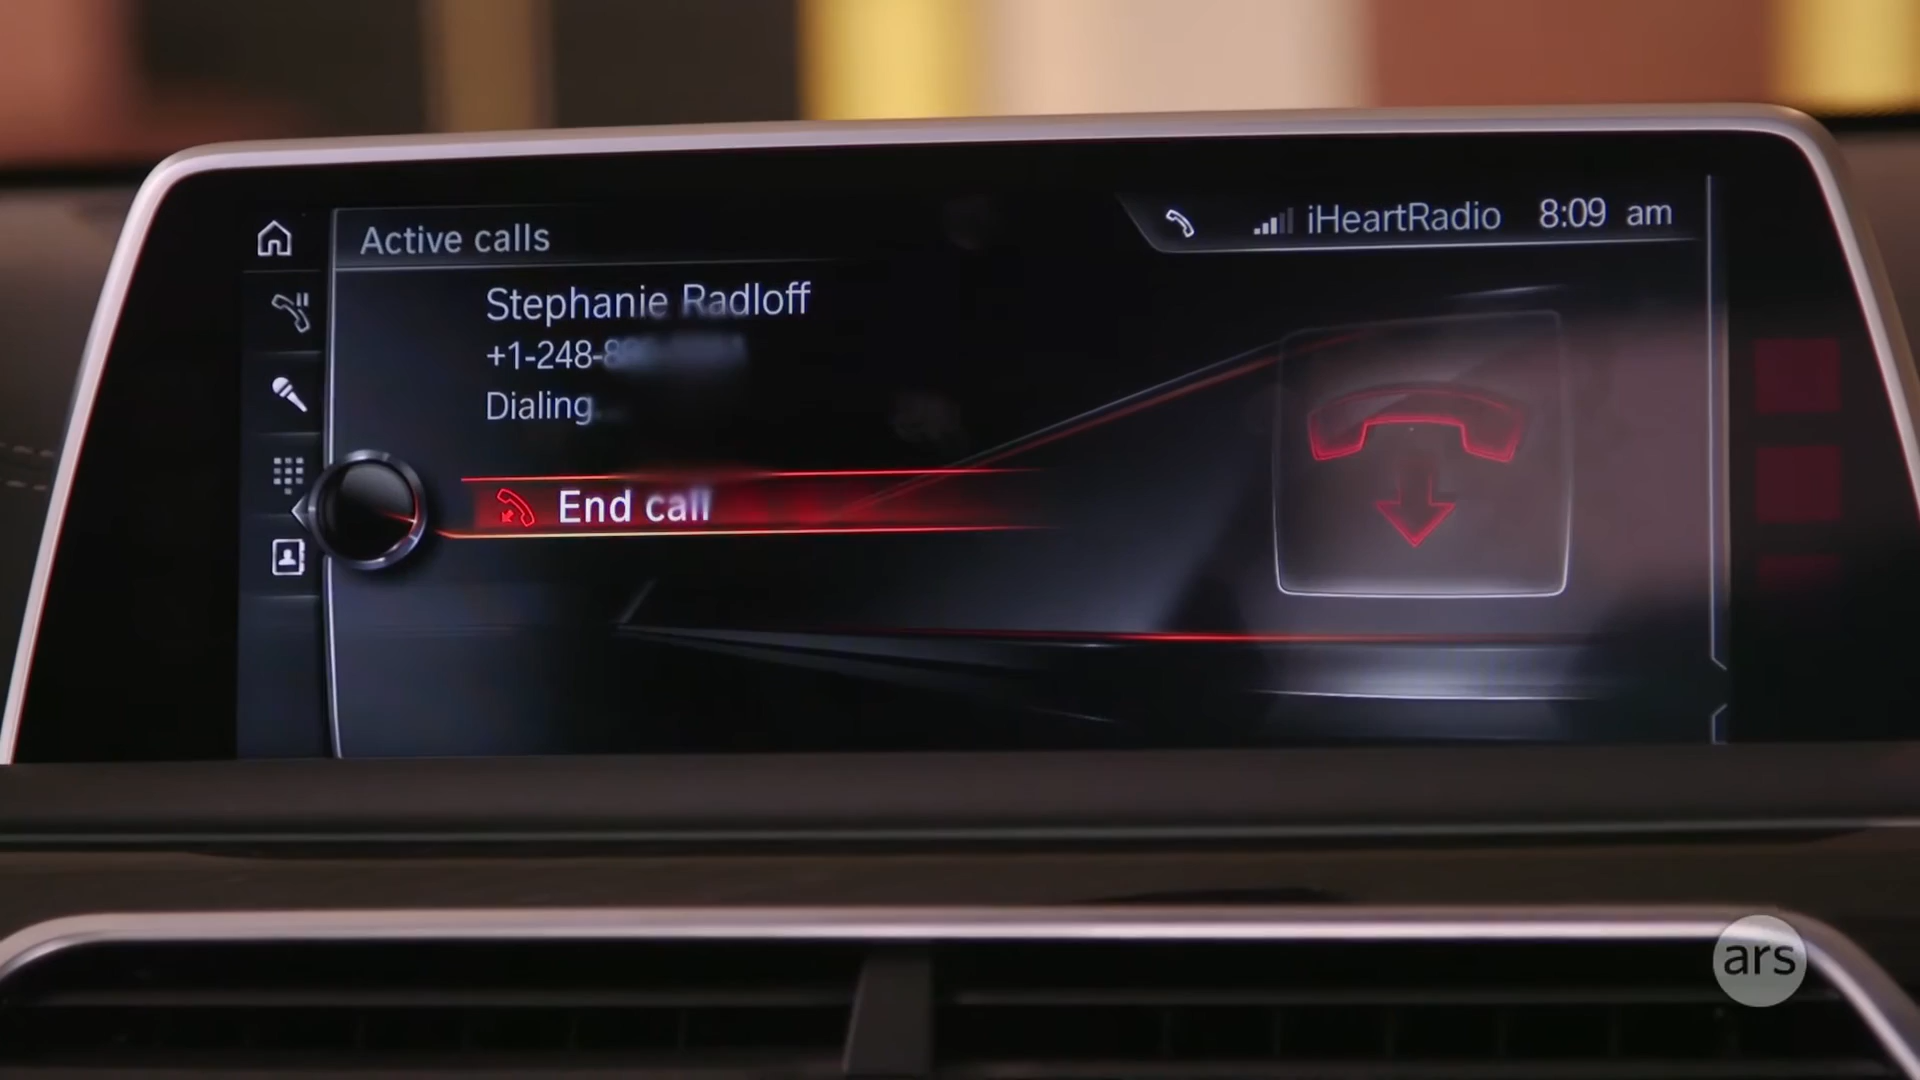 Active calls
iHeartRadio 8:09 am
Stephanie Radloff
+1-248-
Dialing
End call
ars